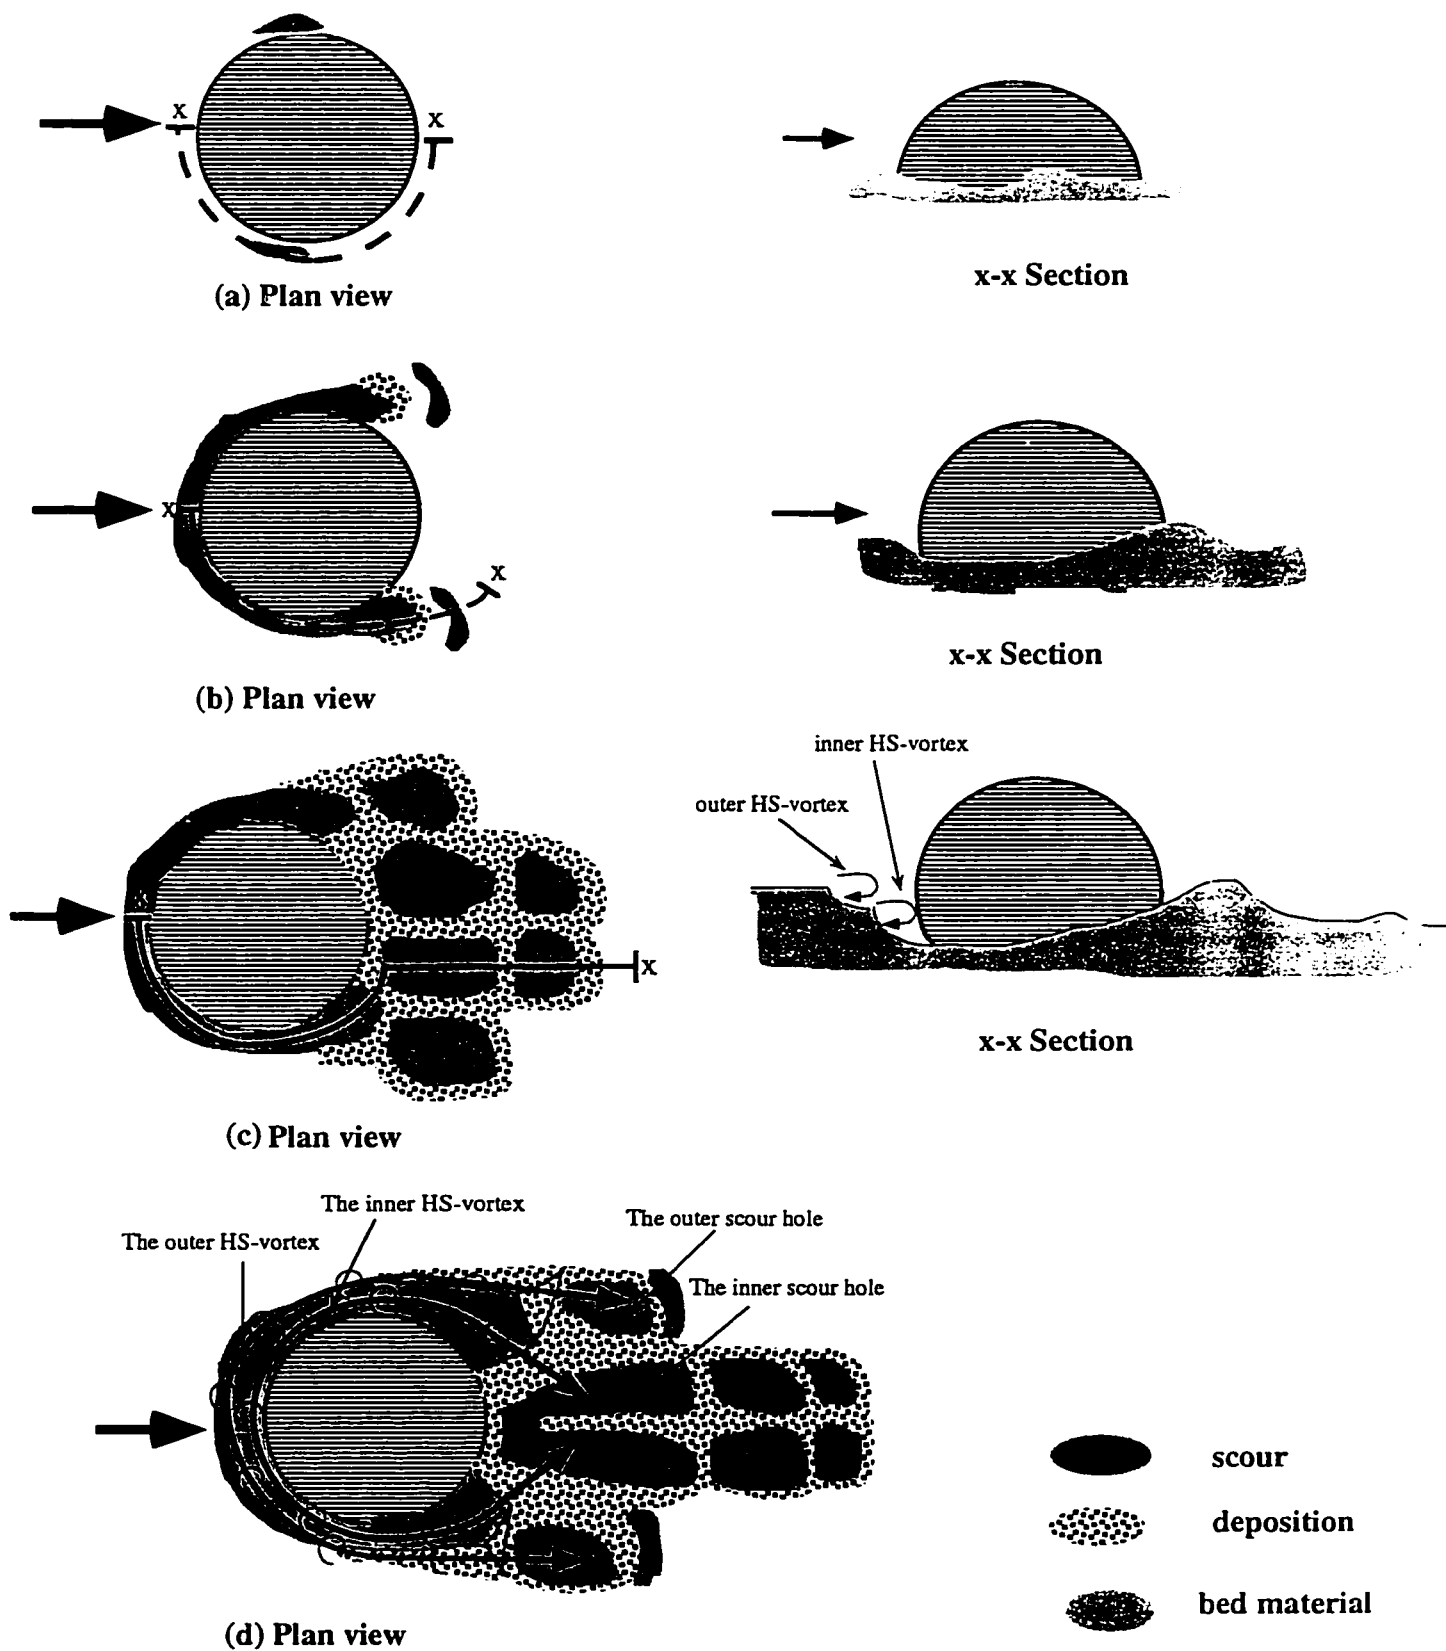 x
x
(a) Plan view
x-x Section
x
x
(b) Plan view
x-x Section
inner HS-vortex
outer HS-vortex
x
(c) Plan view
x-x Section
The inner HS-vortex
The outer scour hole
The outer HS-vortex
The inner scour hole
scour
deposition
bed material
(d) Plan view